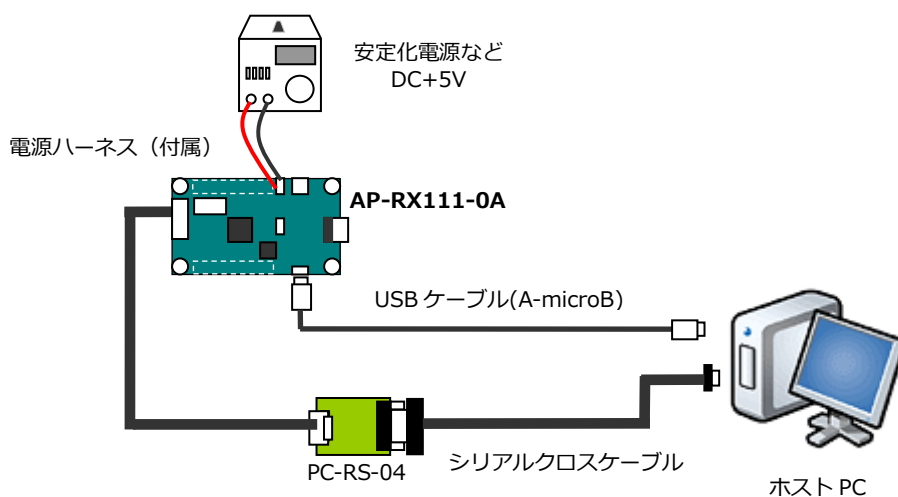 安定化電源など
DC+5V
電源ハーネス（付属）
AP-RX111-0A
USB ケーブル(A-microB)
PC-RS-04
シリアルクロスケーブル
ホスト PC